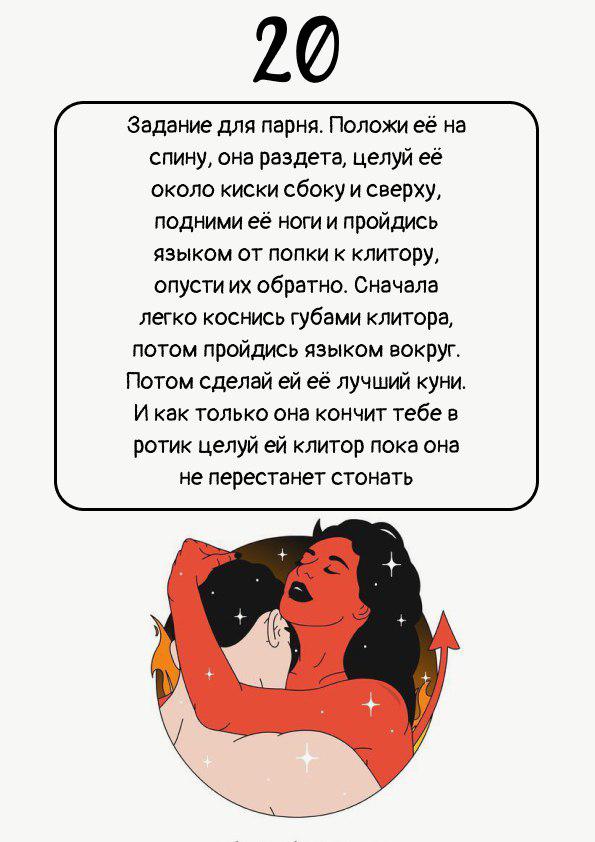 20
Задание для парня. Положи её на
спину, она раздета, целуй её
около киски сбоку и сверху,
подними её ноги и пройдись
языком от попки к клитору,
опусти их обратно. Сначала
легко коснись губами клитора,
потом пройдись языком вокруг.
Потом сделай ей её лучший куни.
И как только она кончит тебе в
ротик целуй ей клитор пока она
не перестанет стонать